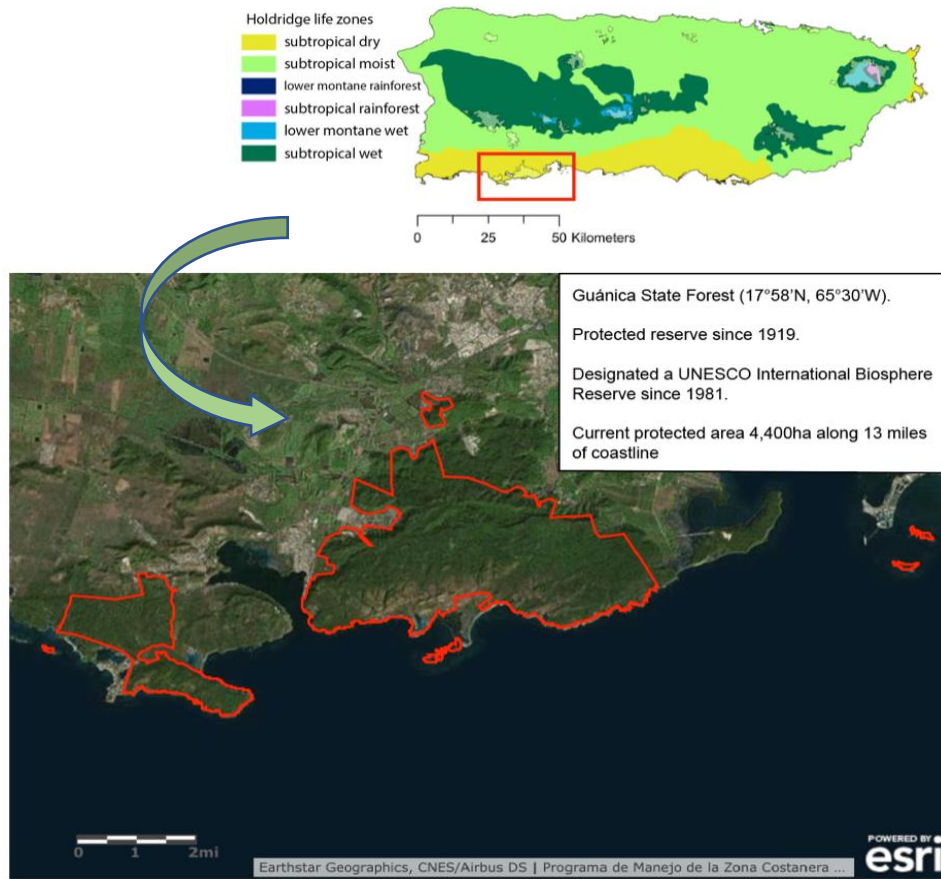 Holdridge life zones
subtropical dry
subtropical moist
lower montane rainforest
subtropical rainforest
lower montane wet
subtropical wet
0 25 50 Kilometers
Guánica State Forest (17°58'N, 65°30'W).
Protected reserve since 1919.
Designated a UNESCO International Biosphere
Reserve since 1981.
Current protected area 4,400ha along 13 miles
of coastline
0 1 2mi
Earthstar Geographics, CNES/Airbus DS | Programa de Manejo de la Zona Costanera ...
POWERED BY
esri